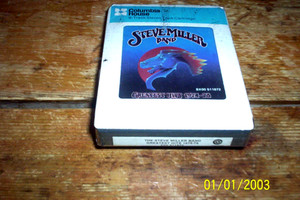 Columbia
House
STEVE MILLER
BAND
GREATEST HITS 1974-78
THE STEVE MILLER BAND
GREATEST HITS 1974-78
01/01/2003